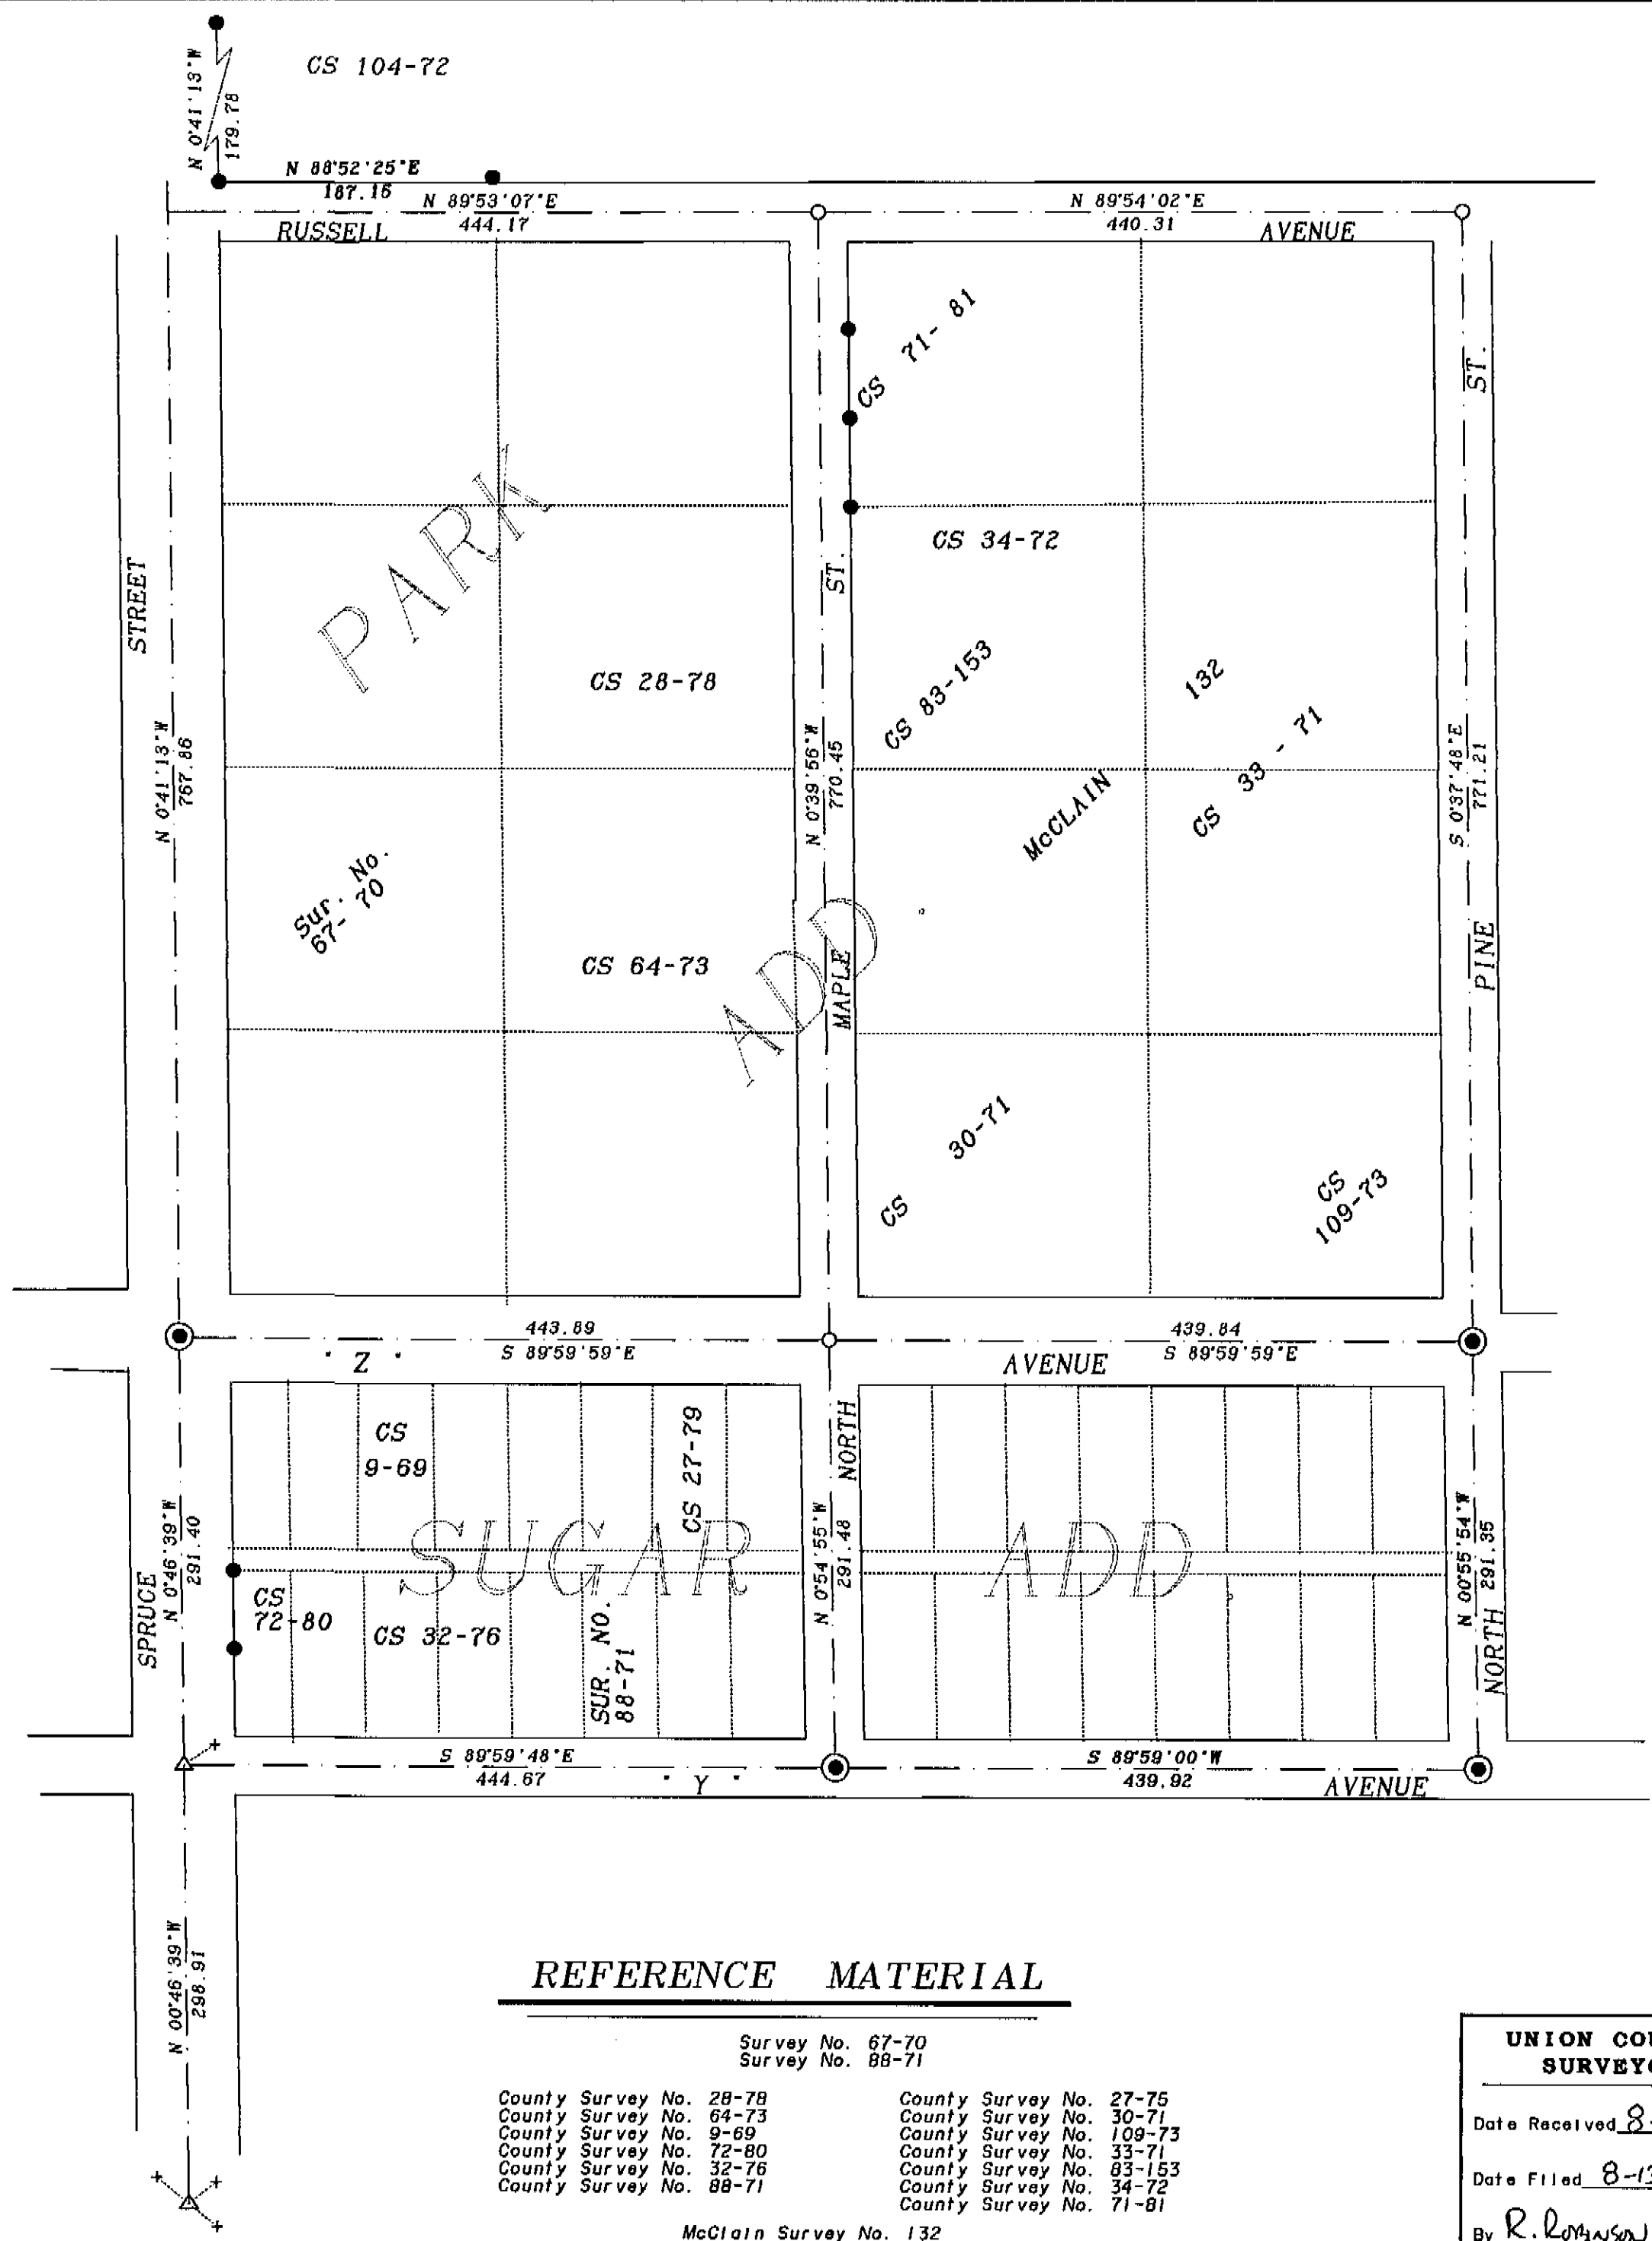 CS 104-72
N 0°41'13"W
179.78
N 88°52'25"E
187.15
N 89°53'07"E
444.17
N 89°54'02"E
440.31
RUSSELL
AVENUE
CS 71- 81
ST.
PARK
CS 34-72
ST.
STREET
CS 28-78
CS 83-153
132
McCLAIN
CS 33 - 71
N 0°41'13"W
767.86
N 0°39'56"W
770.45
S 0°37'48"E
771.21
Sur. No.
67- 70
CS 64-73
ADD.
MAPLE
PINE
CS 30-71
CS
109-73
443.89
S 89°59'59"E
439.84
S 89°59'59"E
"Z"
AVENUE
CS
9-69
CS 27-79
NORTH
SUGAR
ADD.
N 0°46'39"W
291.40
N 0°54'55"W
291.48
N 00°55'54"W
291.35
SPRUCE
CS
72-80
CS 32-76
SUR. NO.
88-71
NORTH
S 89°59'48"E
444.67
"Y"
S 89°59'00"W
439.92
AVENUE
N 00°46'39"W
298.91
REFERENCE MATERIAL
Survey No. 67-70
Survey No. 88-71
County Survey No. 28-78
County Survey No. 64-73
County Survey No. 9-69
County Survey No. 72-80
County Survey No. 32-76
County Survey No. 88-71
County Survey No. 27-75
County Survey No. 30-71
County Survey No. 109-73
County Survey No. 33-71
County Survey No. 83-153
County Survey No. 34-72
County Survey No. 71-81
McClain Survey No. 132
UNION COU
SURVEYO
Date Received 8-
Date Filed 8-13
By R. Robinson